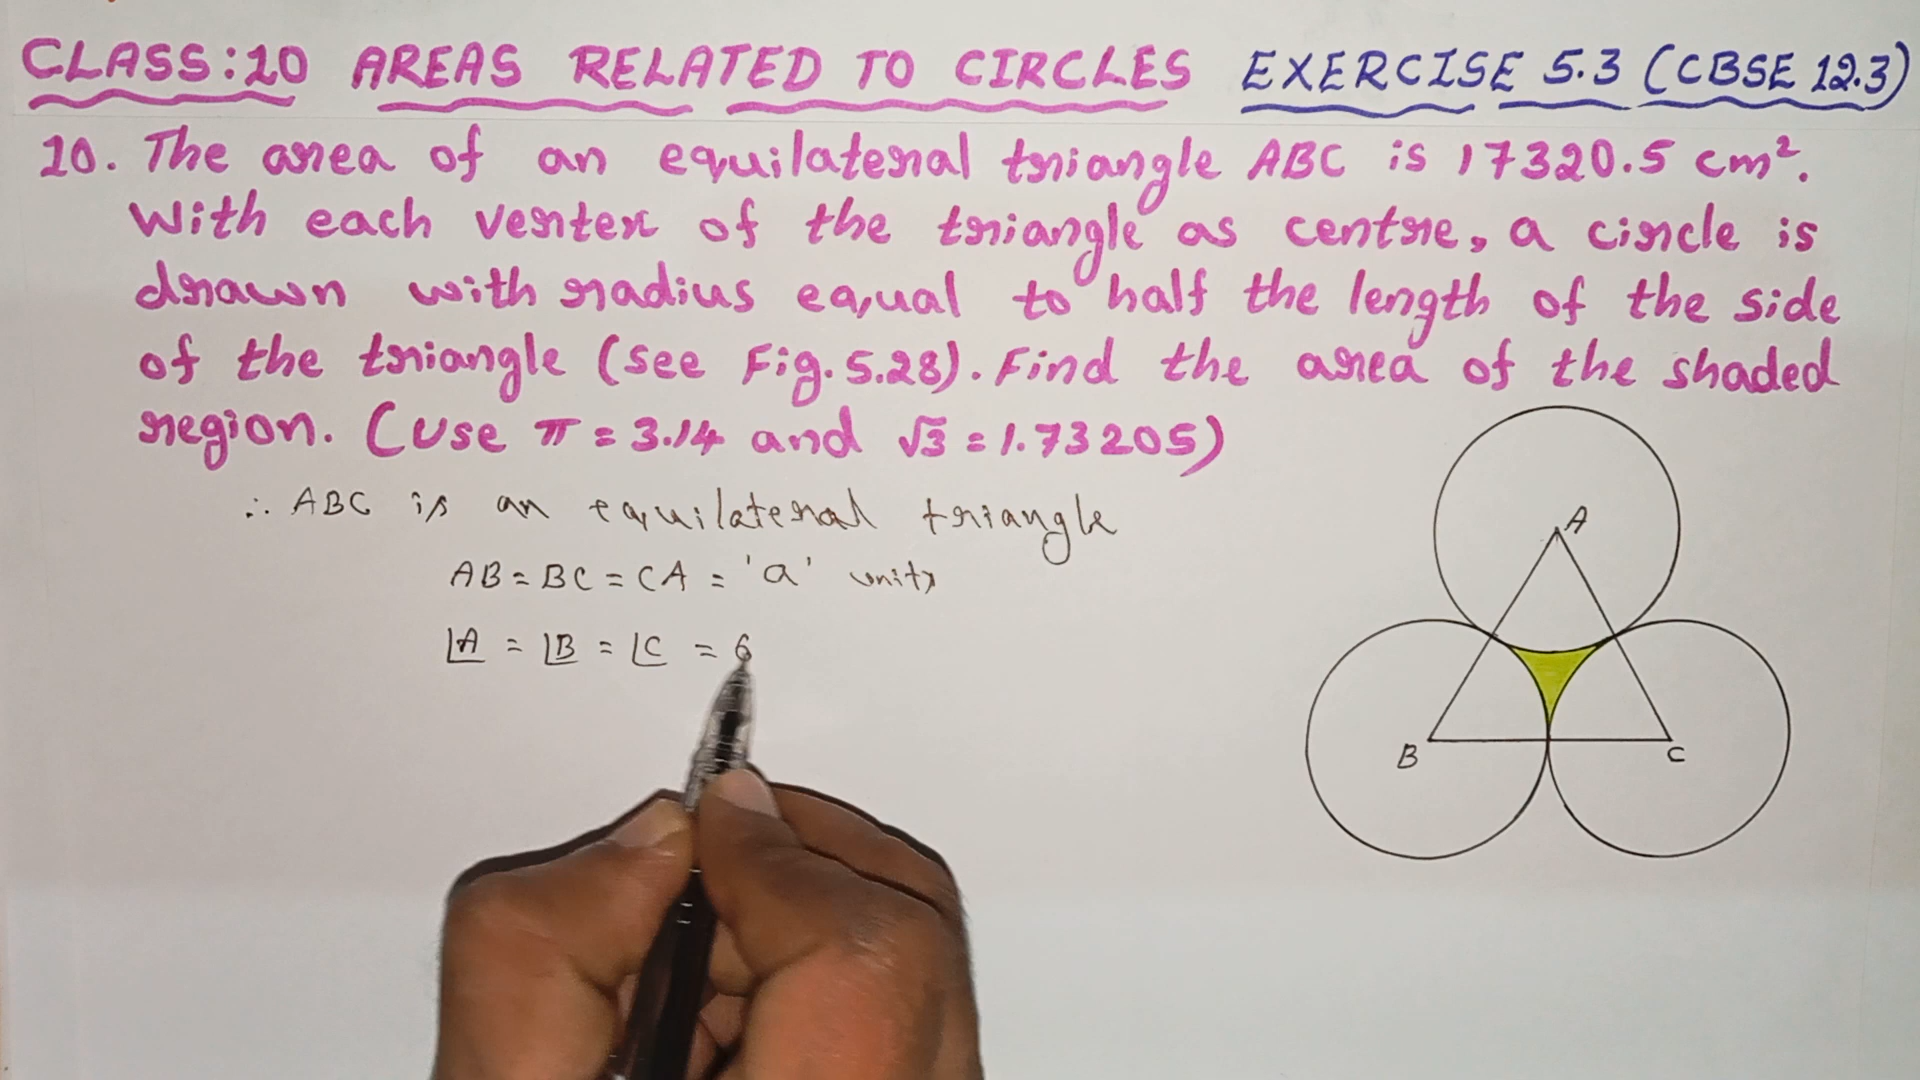 CLASS:10 AREAS RELATED TO CIRCLES EXERCISE 5.3 (CBSE 12.3)
10. The area of an equilateral triangle ABC is 17320.5 cm².
With each vertex of the triangle as centre, a circle is
drawn with radius equal to half the length of the side
of the triangle (see Fig. 5.28). Find the area of the shaded
region. (Use π = 3.14 and √3 = 1.73205)
∴ ABC is an equilateral triangle
AB = BC = CA = 'a' units
∠A = ∠B = ∠C = 6
A
B
C